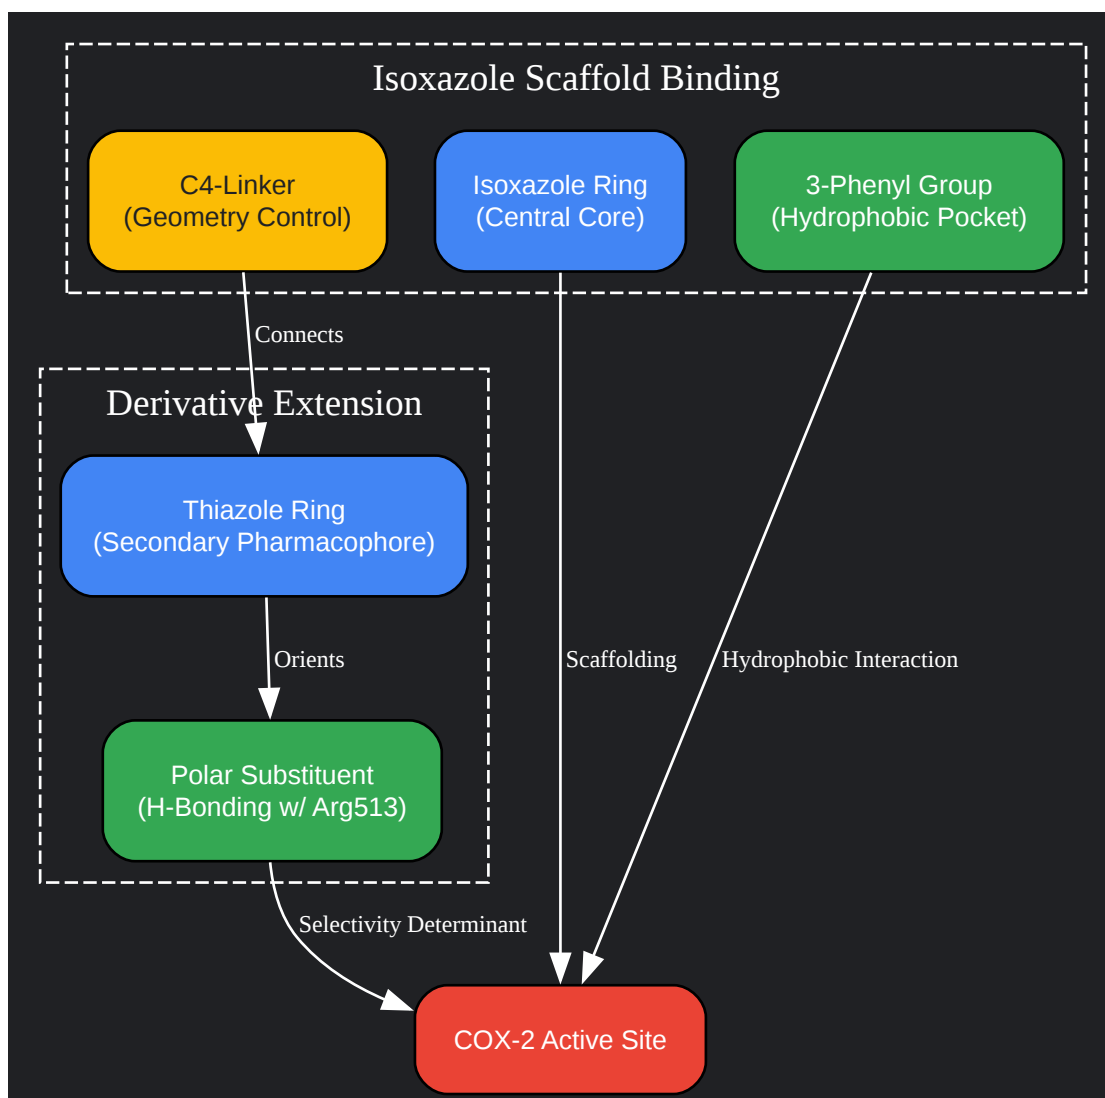 Isoxazole Scaffold Binding
C4-Linker
(Geometry Control)
Isoxazole Ring
(Central Core)
3-Phenyl Group
(Hydrophobic Pocket)
Connects
Derivative Extension
Thiazole Ring
(Secondary Pharmacophore)
Orients
Scaffolding
Hydrophobic Interaction
Polar Substituent
(H-Bonding w/ Arg513)
Selectivity Determinant
COX-2 Active Site